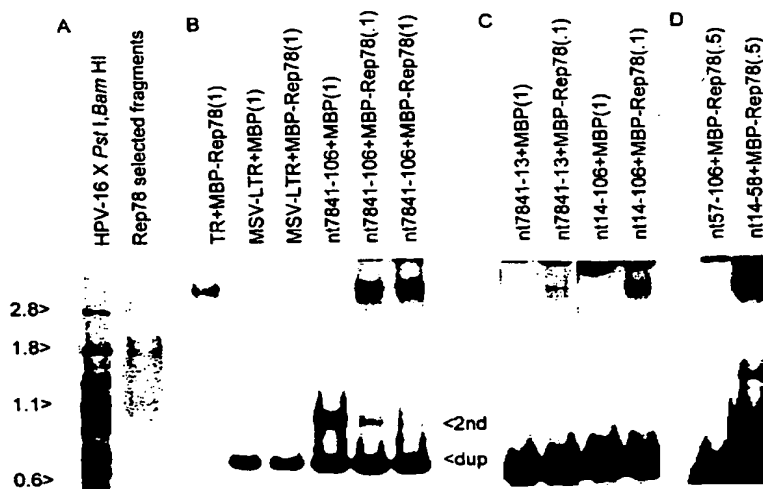 A
HPV-16 X Pst I,Bam HI
Rep78 selected fragments
2.8>
1.8>
1.1>
0.6>
B
TR+MBP-Rep78(1)
MSV-LTR+MBP(1)
MSV-LTR+MBP-Rep78(1)
nt7841-106+MBP(1)
nt7841-106+MBP-Rep78(.1)
nt7841-106+MBP-Rep78(1)
<2nd
<dup
C
nt7841-13+MBP(1)
nt7841-13+MBP-Rep78(.1)
nt14-106+MBP(1)
nt14-106+MBP-Rep78(.1)
D
nt57-106+MBP-Rep78(.5)
nt14-58+MBP-Rep78(.5)